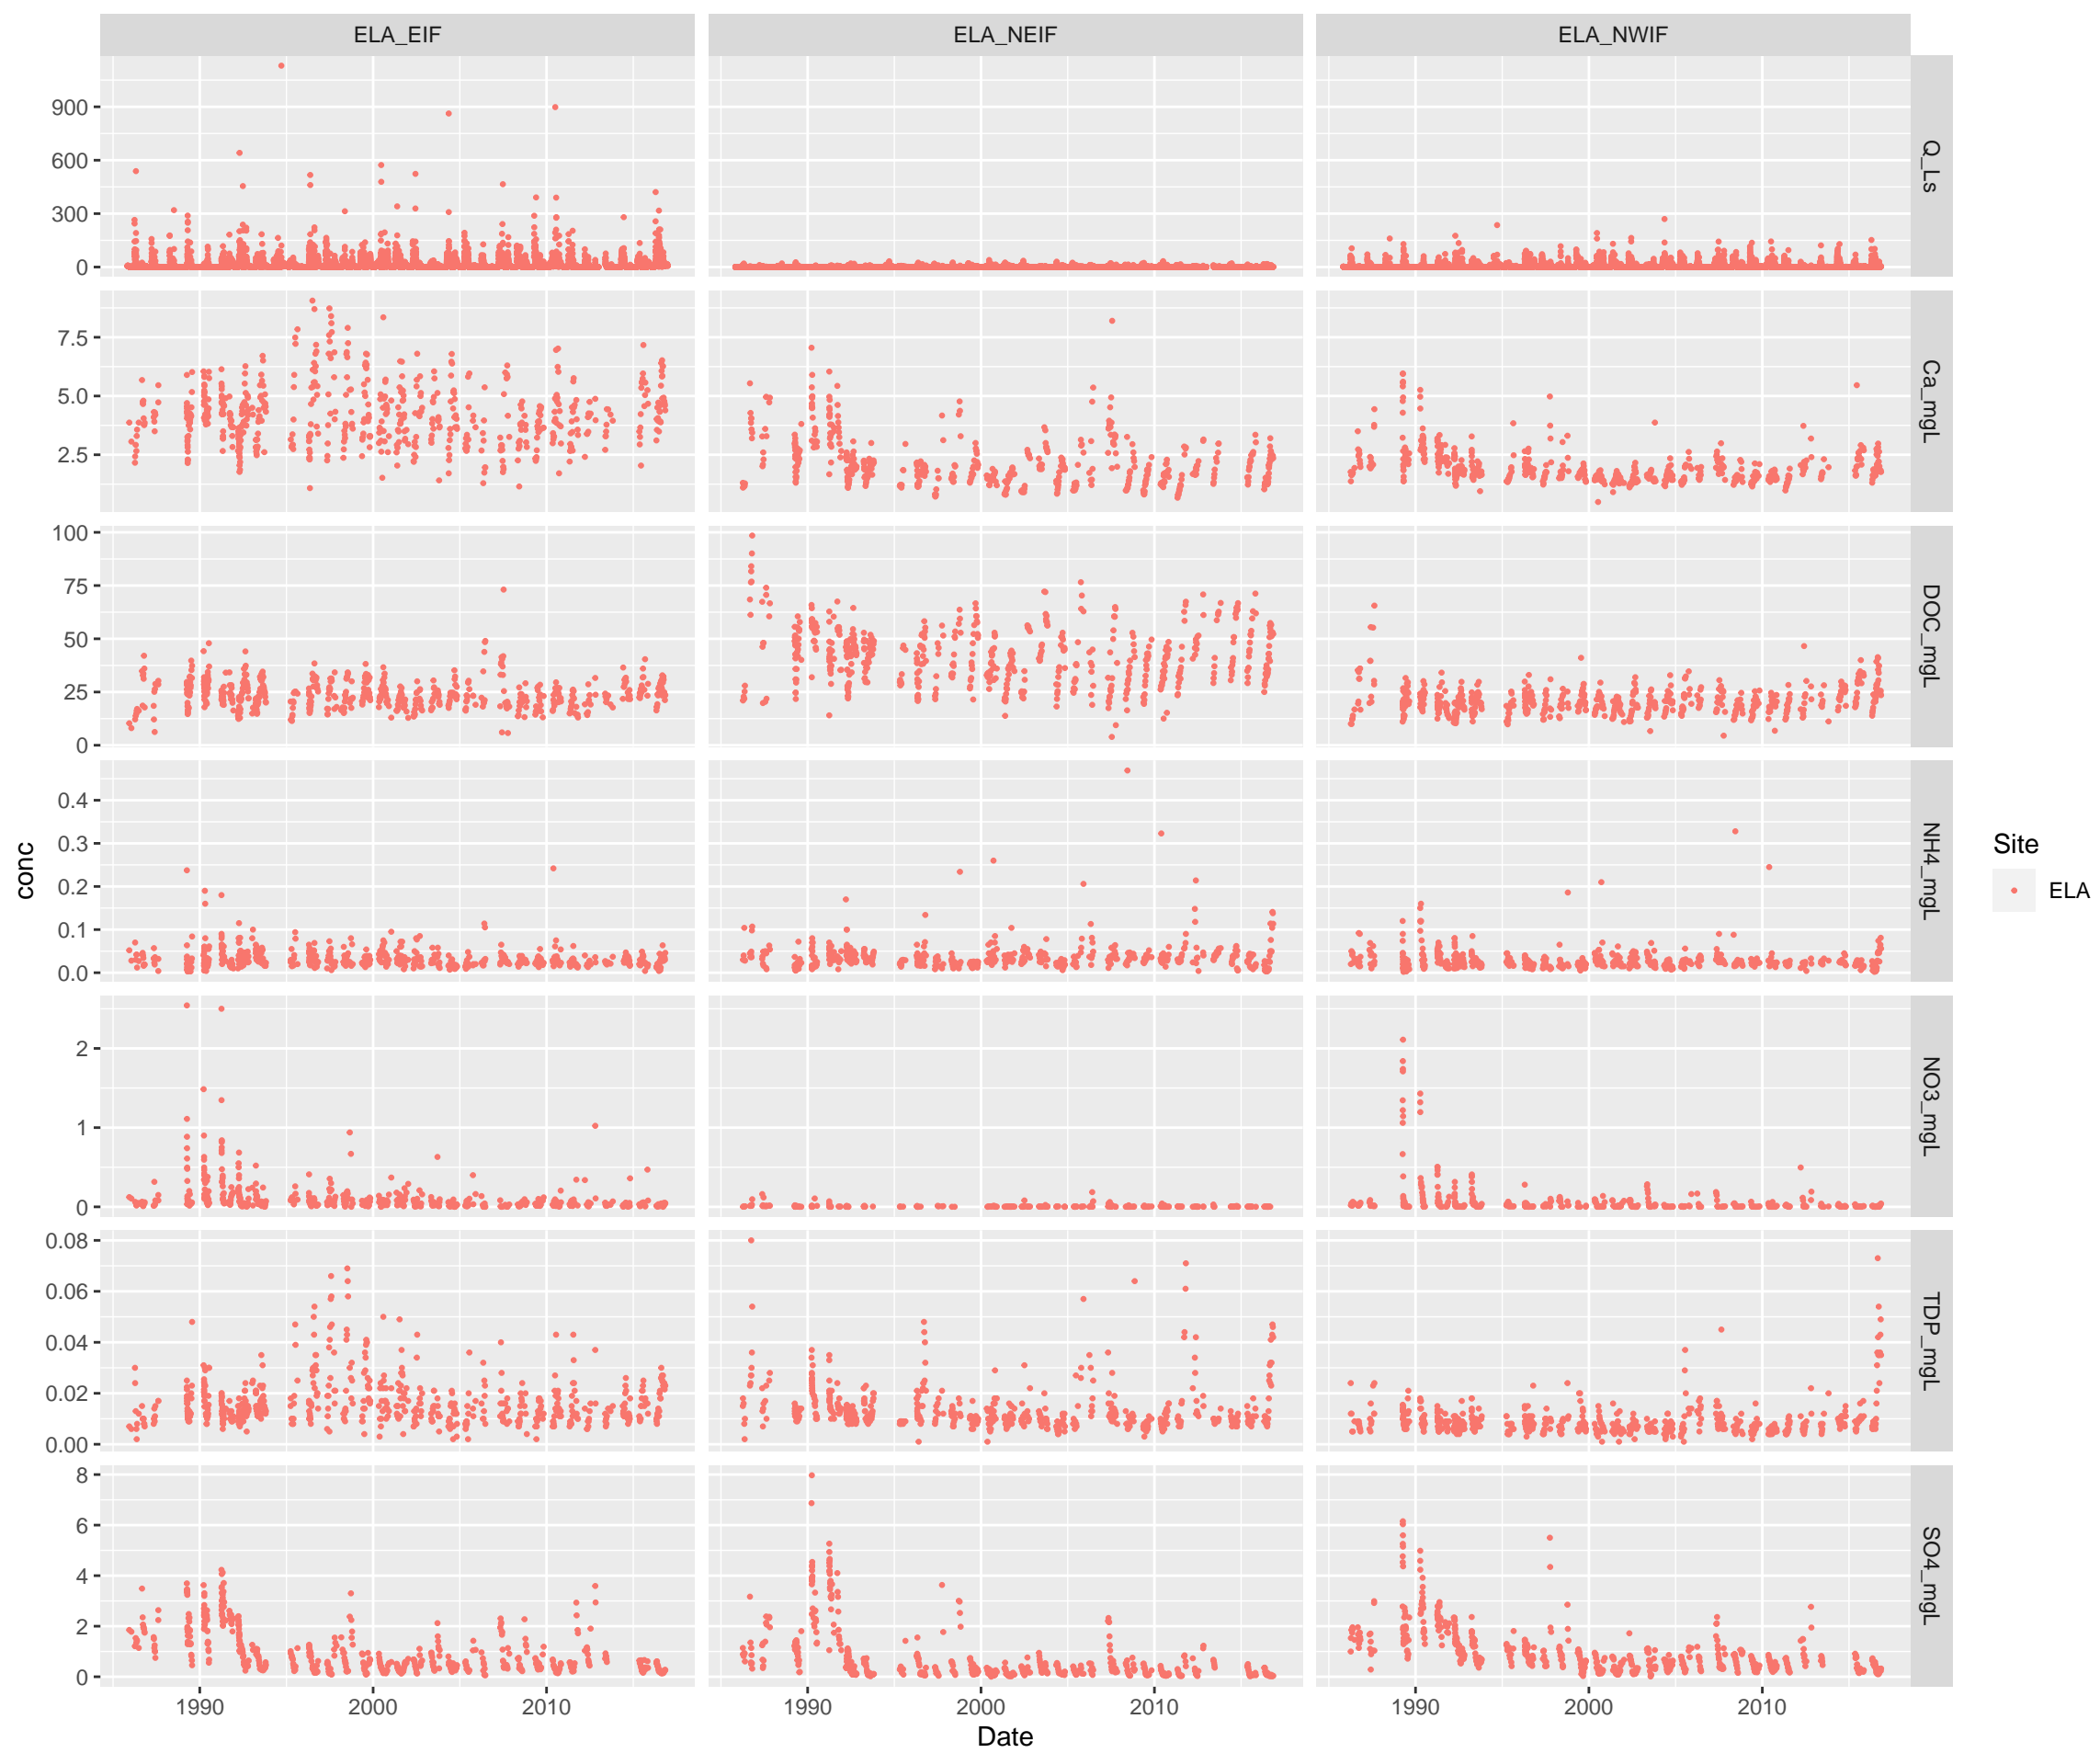 ELA_EIF
ELA_NEIF
ELA_NWIF
900
600
300
0
Q_Ls
7.5
5.0
2.5
Ca_mgL
100
75
50
25
0
DOC_mgL
0.4
0.3
0.2
0.1
0.0
NH4_mgL
2
1
0
NO3_mgL
0.08
0.06
0.04
0.02
0.00
TDP_mgL
8
6
4
2
0
SO4_mgL
1990 2000 2010
1990 2000 2010
1990 2000 2010
Date
conc
Site
ELA